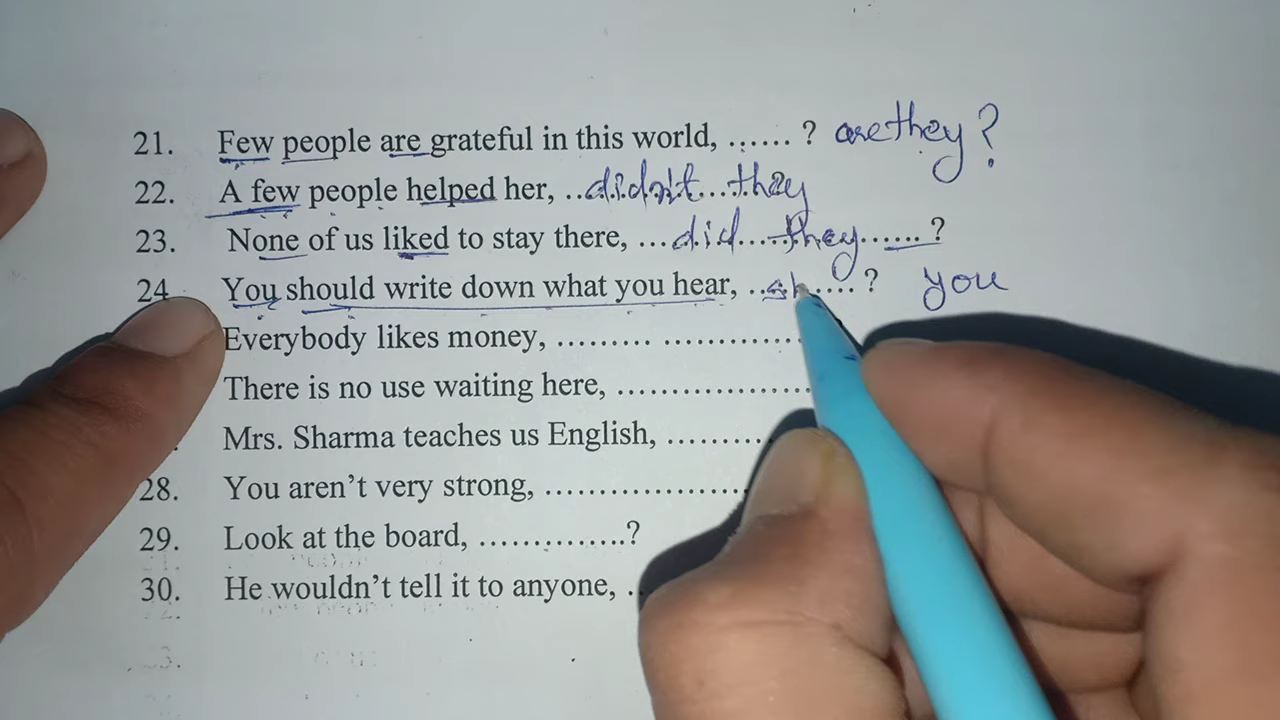 21. Few people are grateful in this world, ......? are they?
22. A few people helped her, ..didn't...they
23. None of us liked to stay there, ...did....they......?
24. You should write down what you hear, ..sh.....? you
Everybody likes money, ......... .............
There is no use waiting here, ...................
Mrs. Sharma teaches us English, ..........
28. You aren't very strong, ....................
29. Look at the board, ..............?
30. He wouldn't tell it to anyone, .